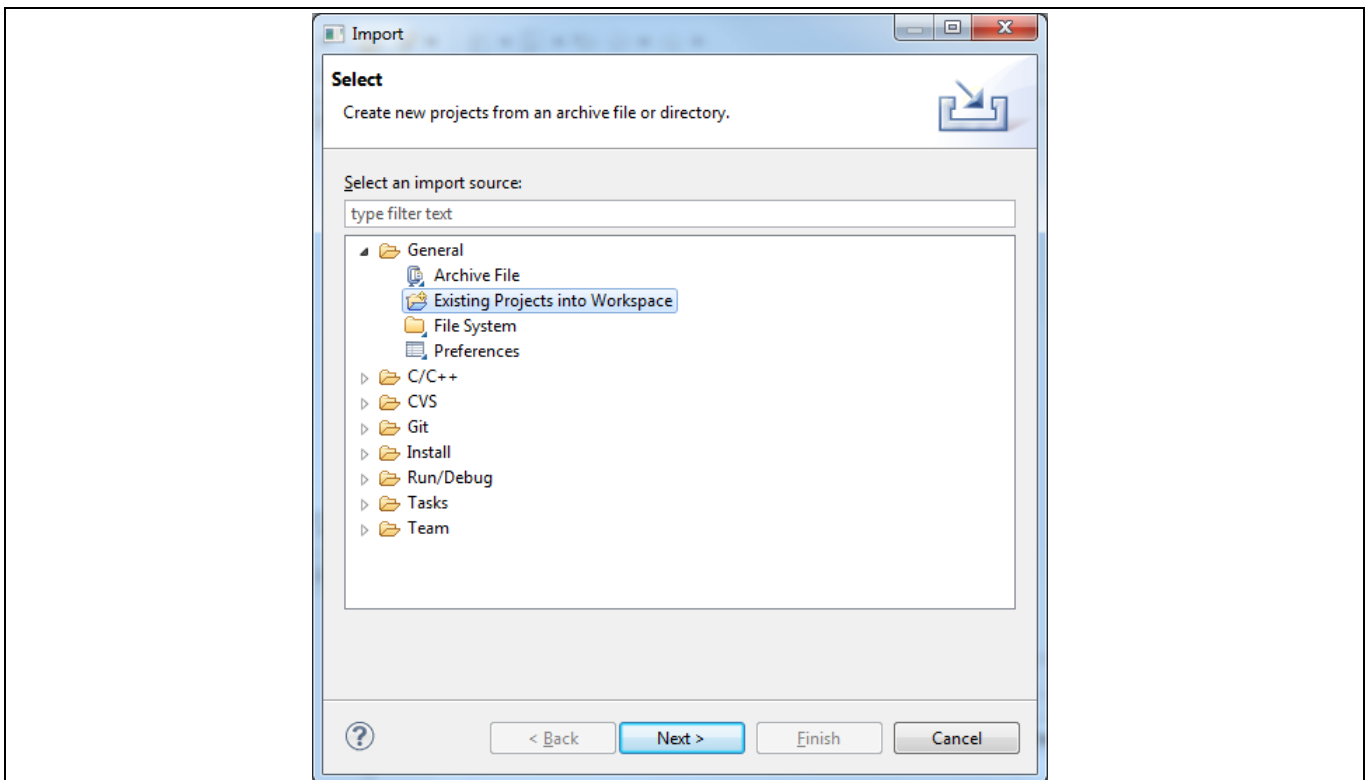 Import
Select
Create new projects from an archive file or directory.
Select an import source:
type filter text
General
Archive File
Existing Projects into Workspace
File System
Preferences
C/C++
CVS
Git
Install
Run/Debug
Tasks
Team
? < Back Next > Finish Cancel